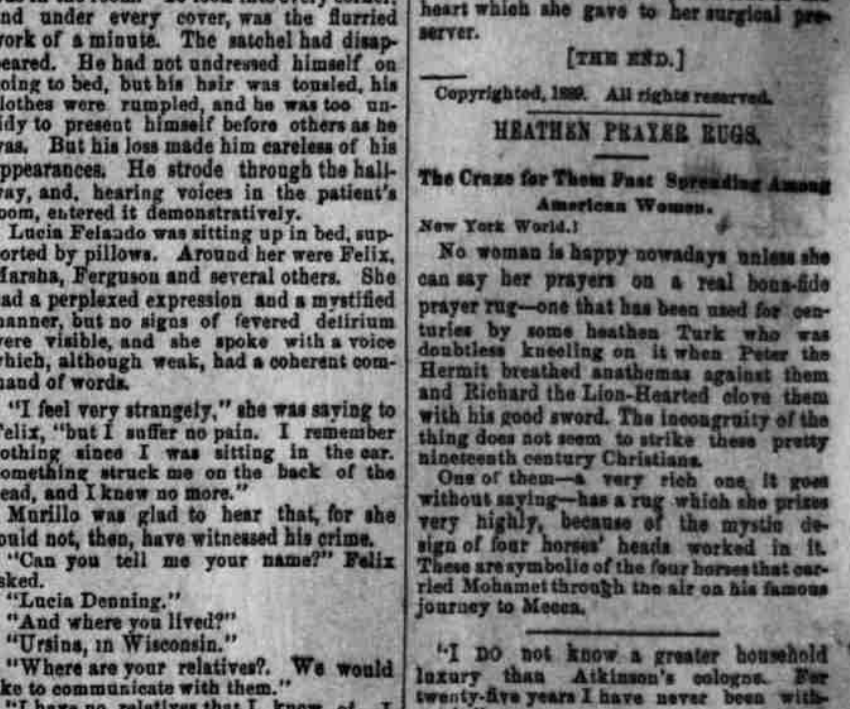 and under every cover, was the flurried
work of a minute. The satchel had disap-
peared. He had not undressed himself on
going to bed, but his hair was tousled, his
clothes were rumpled, and he was too un-
tidy to present himself before others as he
was. But his loss made him careless of his
appearances. He strode through the hall-
way, and, hearing voices in the patient's
room, entered it demonstratively.
Lucia Felando was sitting up in bed, sup-
ported by pillows. Around her were Felix,
Marsha, Ferguson and several others. She
had a perplexed expression and a mystified
manner, but no signs of fevered delirium
were visible, and she spoke with a voice
which, although weak, had a coherent com-
mand of words.
"I feel very strangely," she was saying to
Felix, "but I suffer no pain. I remember
nothing since I was sitting in the car.
Something struck me on the back of the
head, and I knew no more."
Murillo was glad to hear that, for she
could not, then, have witnessed his crime.
"Can you tell me your name?" Felix
asked.
"Lucia Denning."
"And where you lived?"
"Ursina, in Wisconsin."
"Where are your relatives?. We would
like to communicate with them."
"I have no relatives that I know of. I
heart which she gave to her surgical pre-
server.
[THE END.]
Copyrighted, 1889. All rights reserved.
HEATHEN PRAYER RUGS.
The Craze for Them Fast Spreading Among
American Women.
New York World.]
No woman is happy nowadays unless she
can say her prayers on a real bona-fide
prayer rug—one that has been used for cen-
turies by some heathen Turk who was
doubtless kneeling on it when Peter the
Hermit breathed anathemas against them
and Richard the Lion-Hearted clove them
with his good sword. The incongruity of the
thing does not seem to strike these pretty
nineteenth century Christians.
One of them—a very rich one, it goes
without saying—has a rug which she prizes
very highly, because of the mystic de-
sign of four horses' heads worked in it.
These are symbolic of the four horses that car-
ried Mohamet through the air on his famous
journey to Mecca.
"I DO not know a greater household
luxury than Atkinson's cologne. For
twenty-five years I have never been with-